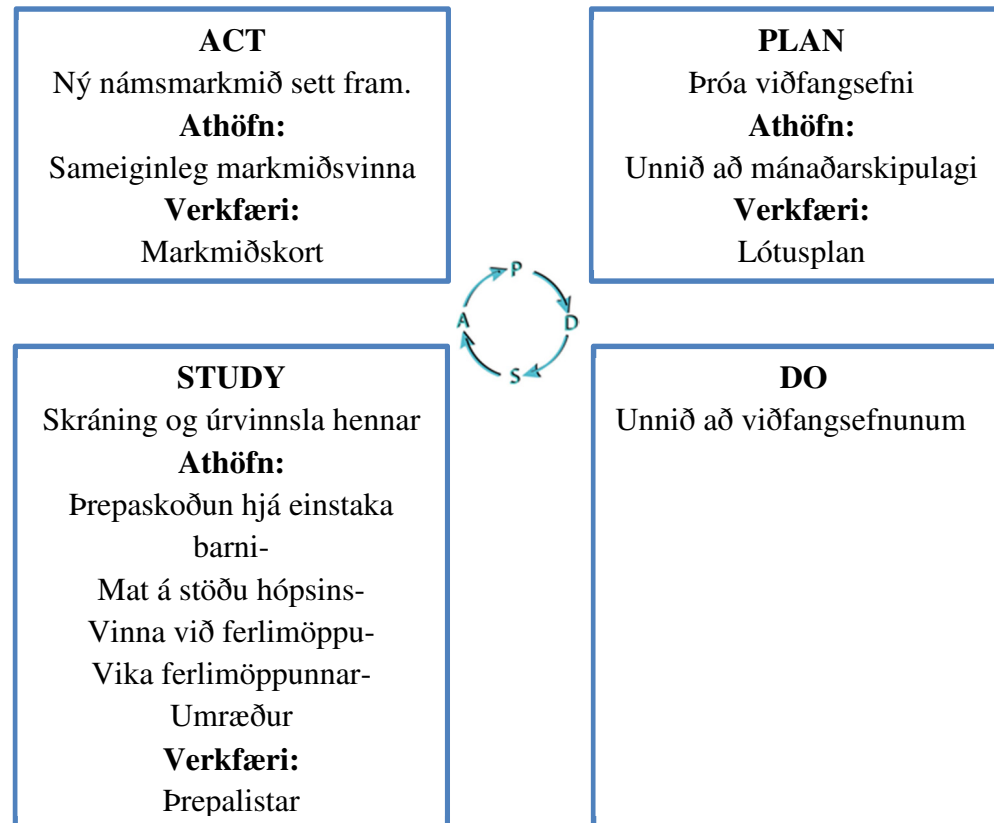 ACT
Ný námsmarkmið sett fram.
Athöfn:
Sameiginleg markmiðsvinna
Verkfæri:
Markmiðskort
PLAN
Þróa viðfangsefni
Athöfn:
Unnið að mánaðarskipulagi
Verkfæri:
Lótusplan
P
A
D
S
STUDY
Skráning og úrvinnsla hennar
Athöfn:
Þrepaskoðun hjá einstaka
barni-
Mat á stöðu hópsins-
Vinna við ferlimöppu-
Vika ferlimöppunnar-
Umræður
Verkfæri:
Þrepalistar
DO
Unnið að viðfangsefnunum